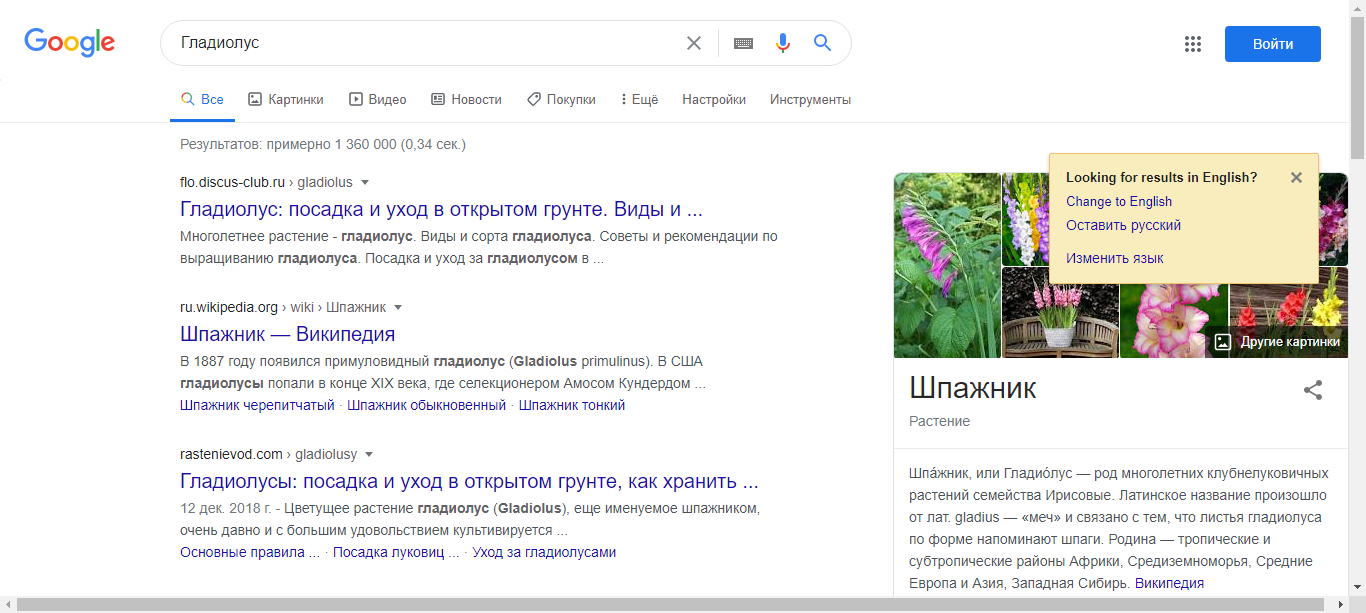 Google
Гладиолус
Войти
Все
Картинки
Видео
Новости
Покупки
Ещё
Настройки
Инструменты
Результатов: примерно 1 360 000 (0,34 сек.)
flo.discus-club.ru › gladiolus
Гладиолус: посадка и уход в открытом грунте. Виды и ...
Многолетнее растение - гладиолус. Виды и сорта гладиолуса. Советы и рекомендации по
выращиванию гладиолуса. Посадка и уход за гладиолусом в ...
ru.wikipedia.org › wiki › Шпажник
Шпажник — Википедия
В 1887 году появился примуловидный гладиолус (Gladiolus primulinus). В США
гладиолусы попали в конце XIX века, где селекционером Амосом Кундердом ...
Шпажник черепитчатый · Шпажник обыкновенный · Шпажник тонкий
rastenievod.com › gladiolusy
Гладиолусы: посадка и уход в открытом грунте, как хранить ...
12 дек. 2018 г. - Цветущее растение гладиолус (Gladiolus), еще именуемое шпажником,
очень давно и с большим удовольствием культивируется ...
Основные правила ... · Посадка луковиц ... · Уход за гладиолусами
Looking for results in English?
Change to English
Оставить русский
Изменить язык
Другие картинки
Шпажник
Растение
Шпа́жник, или Гладио́лус — род многолетних клубнелуковичных
растений семейства Ирисовые. Латинское название произошло
от лат. gladius — «меч» и связано с тем, что листья гладиолуса
по форме напоминают шпаги. Родина — тропические и
субтропические районы Африки, Средиземноморья, Средние
Европа и Азия, Западная Сибирь. Википедия